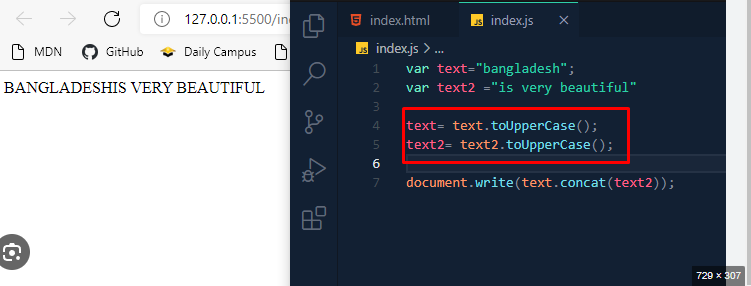 127.0.0.1:5500/in
MDN GitHub Daily Campus
BANGLADESHIS VERY BEAUTIFUL
index.html index.js
JS index.js > ...
1 var text="bangladesh";
2 var text2 ="is very beautiful"
3
4 text= text.toUpperCase();
5 text2= text2.toUpperCase();
6
7 document.write(text.concat(text2));
729 × 307